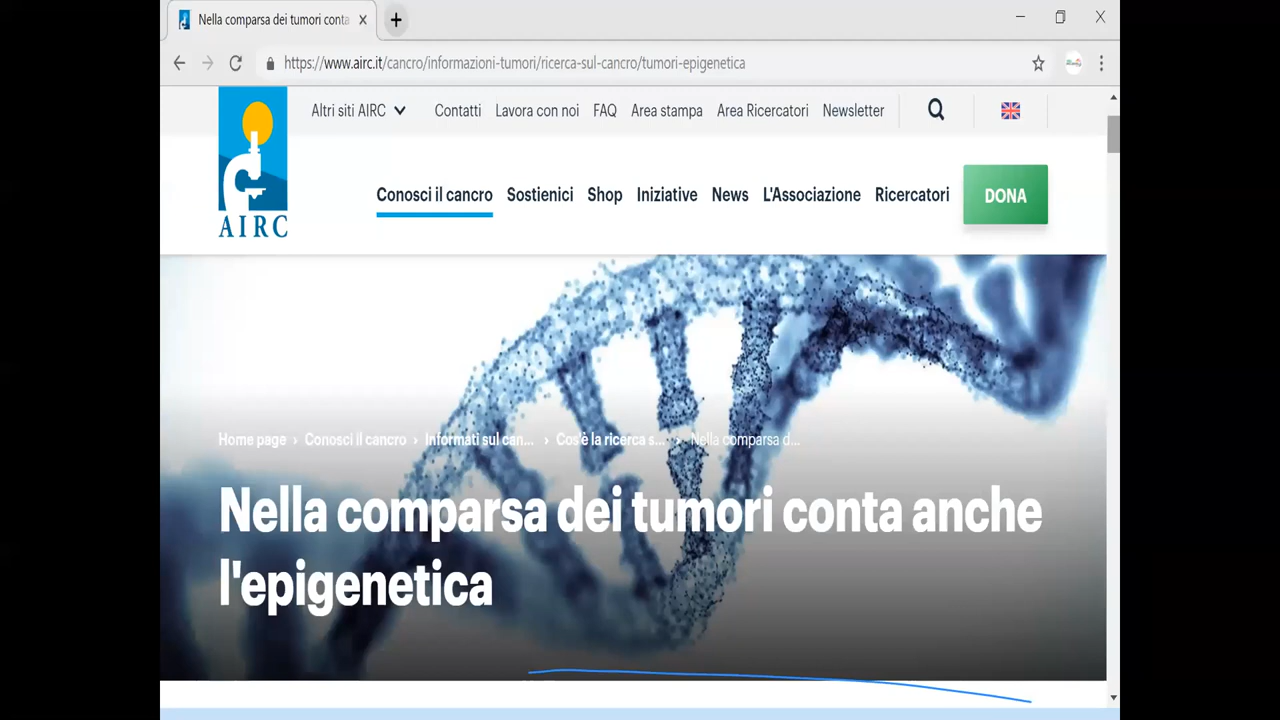 Nella comparsa dei tumori conta
https://www.airc.it/cancro/informazioni-tumori/ricerca-sul-cancro/tumori-epigenetica
Altri siti AIRC Contatti Lavora con noi FAQ Area stampa Area Ricercatori Newsletter
AIRC
Conosci il cancro Sostienici Shop Iniziative News L'Associazione Ricercatori DONA
Home page › Conosci il cancro › Informati sul can... › Cos'è la ricerca s... › Nella comparsa d...
Nella comparsa dei tumori conta anche
l'epigenetica